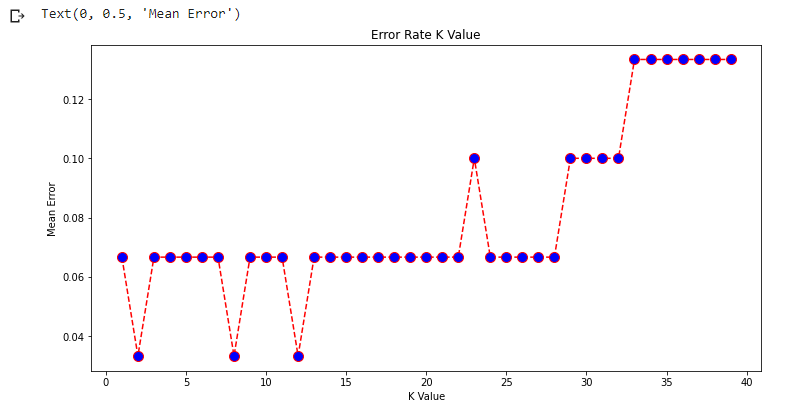 Text(0, 0.5, 'Mean Error')
Error Rate K Value
0.12
0.10
0.08
0.06
0.04
Mean Error
0 5 10 15 20 25 30 35 40
K Value